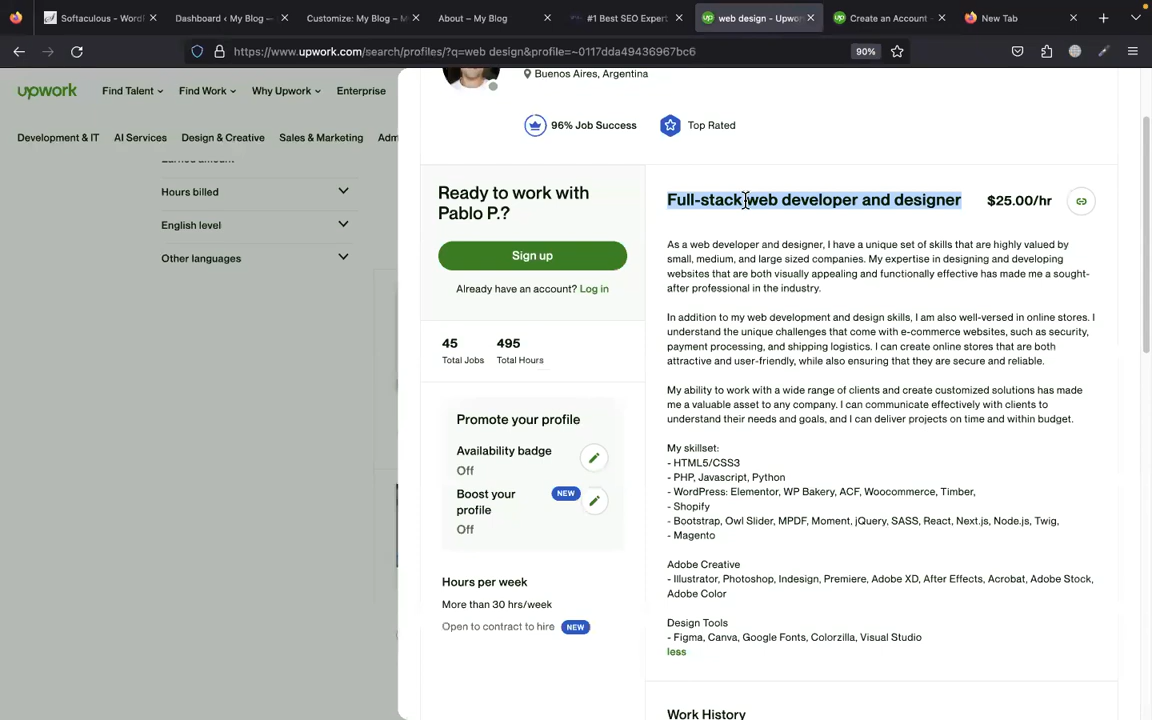 Softaculous - WordP
Dashboard ‹ My Blog —
Customize: My Blog – M
About – My Blog
#1 Best SEO Expert
web design - Upwor
Create an Account -
New Tab
https://www.upwork.com/search/profiles/?q=web design&profile=~0117dda49436967bc6
90%
upwork
Find Talent
Find Work
Why Upwork
Enterprise
Development & IT
AI Services
Design & Creative
Sales & Marketing
Adm
Earned amount
Hours billed
English level
Other languages
Buenos Aires, Argentina
96% Job Success
Top Rated
Ready to work with
Pablo P.?
Sign up
Already have an account? Log in
45
Total Jobs
495
Total Hours
Promote your profile
Availability badge
Off
Boost your
profile
NEW
Off
Hours per week
More than 30 hrs/week
Open to contract to hire
NEW
Full-stack web developer and designer
$25.00/hr
As a web developer and designer, I have a unique set of skills that are highly valued by
small, medium, and large sized companies. My expertise in designing and developing
websites that are both visually appealing and functionally effective has made me a sought-
after professional in the industry.
In addition to my web development and design skills, I am also well-versed in online stores. I
understand the unique challenges that come with e-commerce websites, such as security,
payment processing, and shipping logistics. I can create online stores that are both
attractive and user-friendly, while also ensuring that they are secure and reliable.
My ability to work with a wide range of clients and create customized solutions has made
me a valuable asset to any company. I can communicate effectively with clients to
understand their needs and goals, and I can deliver projects on time and within budget.
My skillset:
- HTML5/CSS3
- PHP, Javascript, Python
- WordPress: Elementor, WP Bakery, ACF, Woocommerce, Timber,
- Shopify
- Bootstrap, Owl Slider, MPDF, Moment, jQuery, SASS, React, Next.js, Node.js, Twig,
- Magento
Adobe Creative
- Illustrator, Photoshop, Indesign, Premiere, Adobe XD, After Effects, Acrobat, Adobe Stock,
Adobe Color
Design Tools
- Figma, Canva, Google Fonts, Colorzilla, Visual Studio
less
Work History